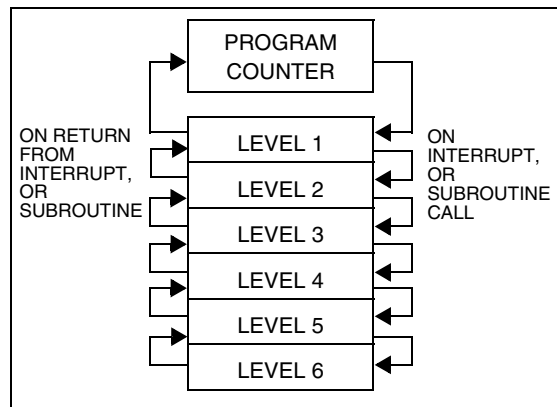 PROGRAM
COUNTER
ON RETURN
FROM
INTERRUPT,
OR
SUBROUTINE
LEVEL 1
LEVEL 2
LEVEL 3
LEVEL 4
LEVEL 5
LEVEL 6
ON
INTERRUPT,
OR
SUBROUTINE
CALL